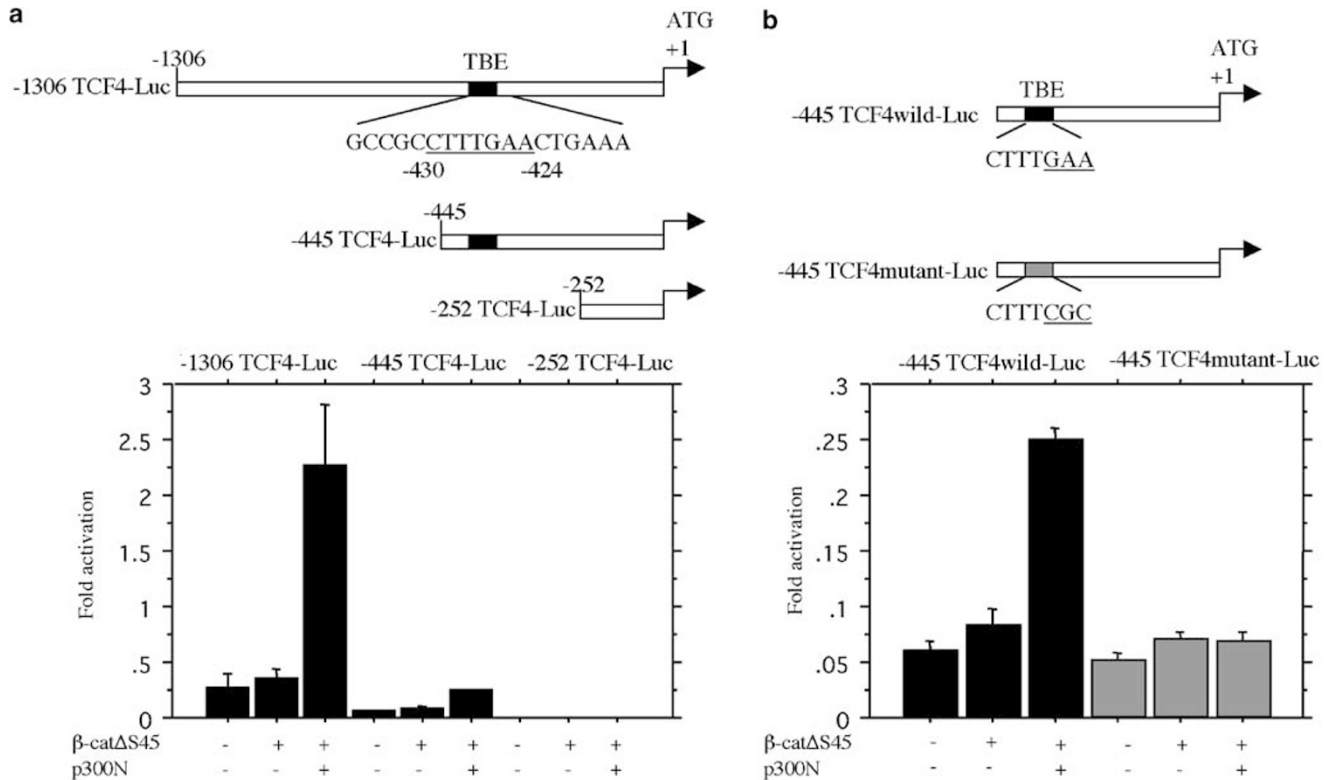 a
ATG
+1
-1306
TBE
-1306 TCF4-Luc
GCCGCCTTTGAACTGAAA
-430 -424
-445
-445 TCF4-Luc
-252
-252 TCF4-Luc
-1306 TCF4-Luc -445 TCF4-Luc -252 TCF4-Luc
3
2.5
2
1.5
1
.5
0
Fold activation
β-catΔS45 - + + - + + - + +
p300N - - + - - + - - +
b
ATG
+1
TBE
-445 TCF4wild-Luc
CTTTGAA
-445 TCF4mutant-Luc
CTTTCGC
-445 TCF4wild-Luc -445 TCF4mutant-Luc
.3
.25
.2
.15
.1
.05
0
Fold activation
β-catΔS45 - + + - + +
p300N - - + - - +